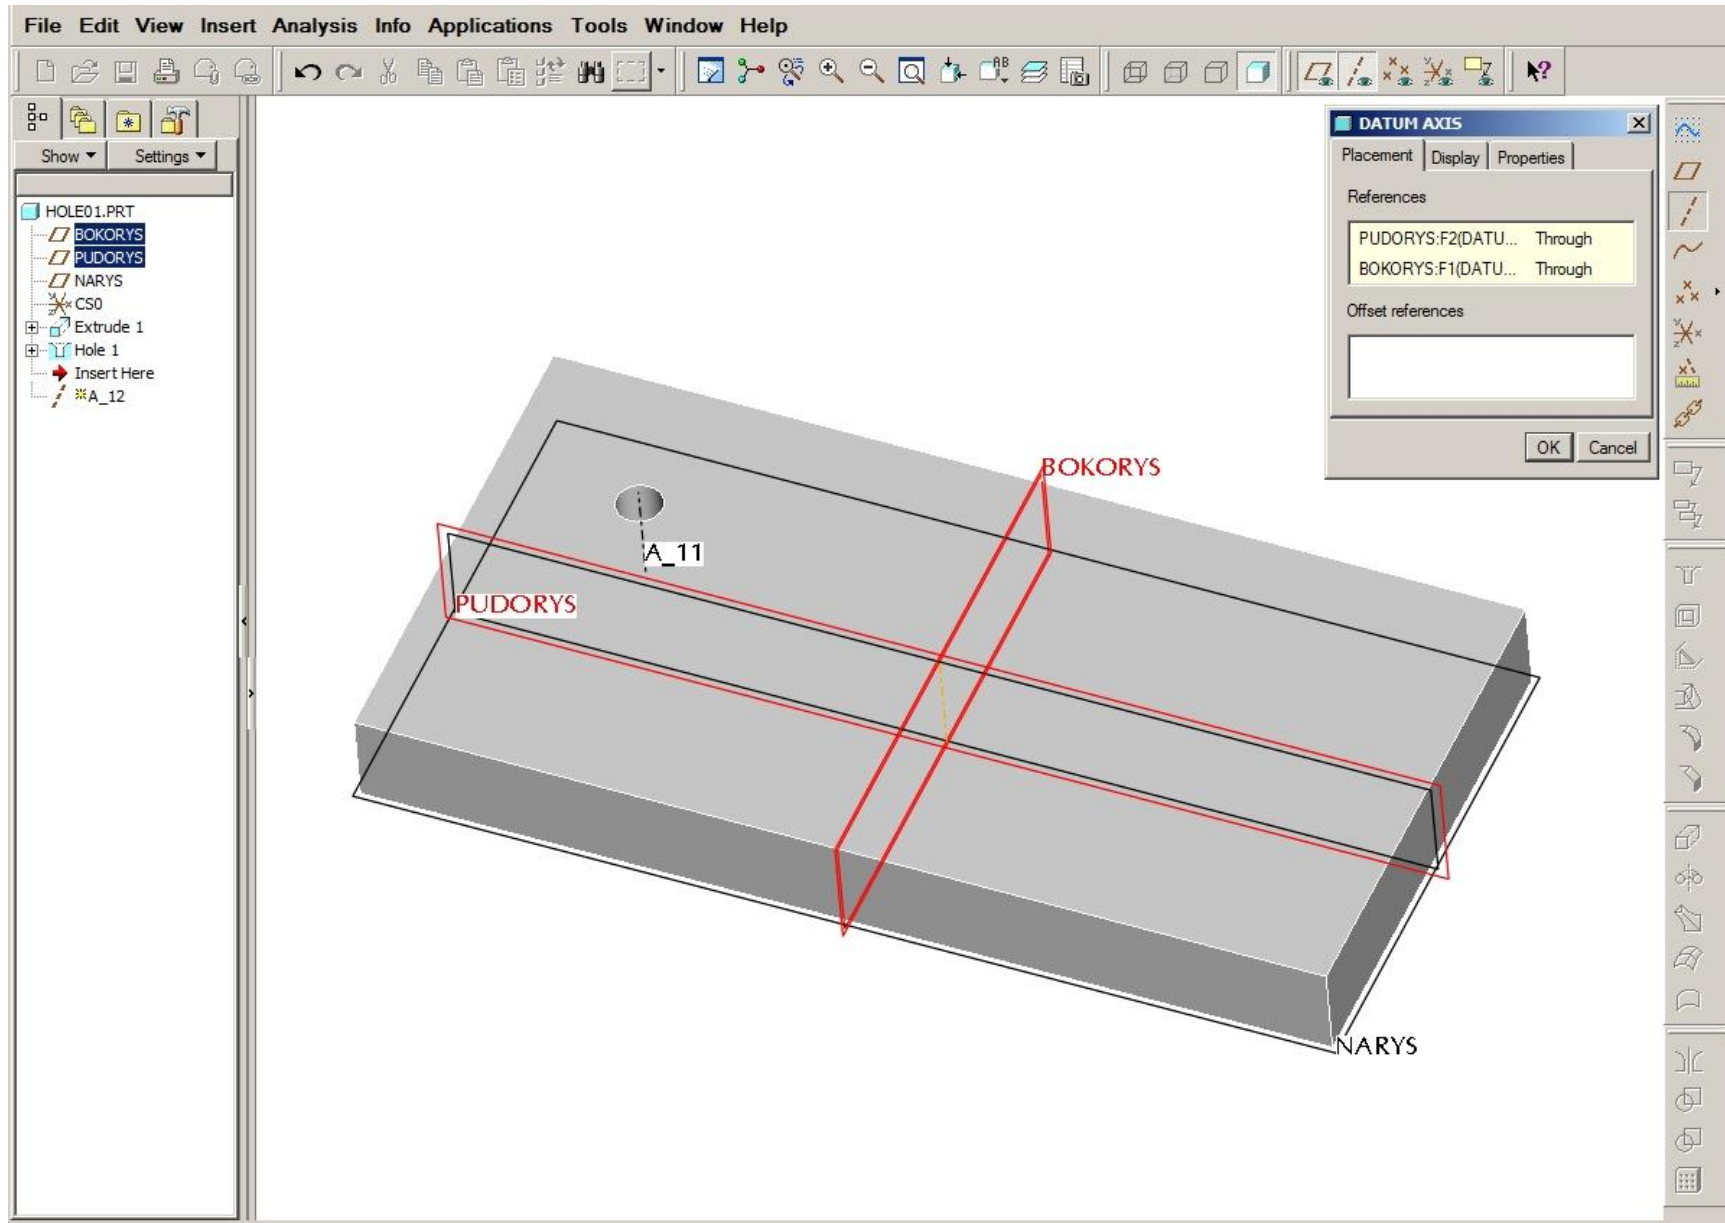 File Edit View Insert Analysis Info Applications Tools Window Help
AB
Show Settings
HOLE01.PRT
BOKORYS
PUDORYS
NARYS
CS0
Extrude 1
Hole 1
Insert Here
A_12
DATUM AXIS
Placement Display Properties
References
PUDORYS:F2(DATU... Through
BOKORYS:F1(DATU... Through
Offset references
OK Cancel
BOKORYS
A_11
PUDORYS
NARYS